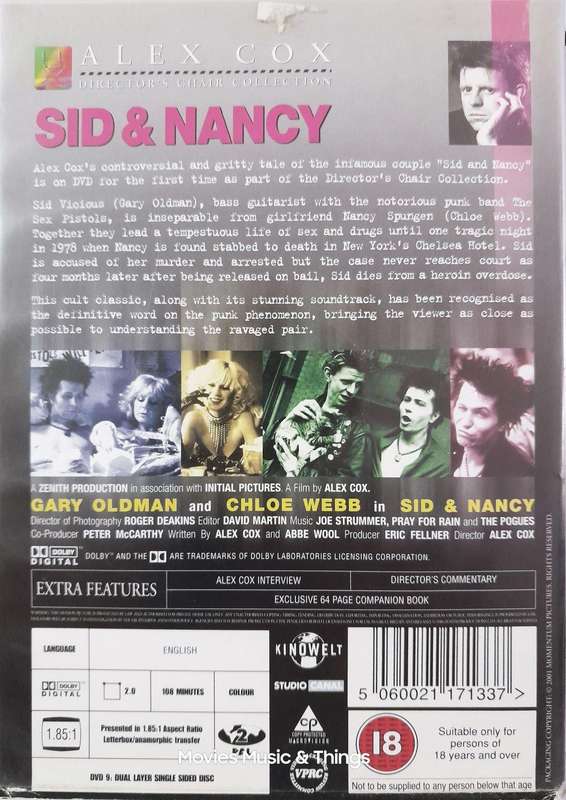 ALEX COX
DIRECTOR'S CHAIR COLLECTION
SID & NANCY
Alex Cox's controversial and gritty tale of the infamous couple "Sid and Nancy"
is on DVD for the first time as part of the Director's Chair Collection.
Sid Vicious (Gary Oldman), bass guitarist with the notorious punk band The
Sex Pistols, is inseparable from girlfriend Nancy Spungen (Chloe Webb).
Together they lead a tempestuous life of sex and drugs until one tragic night
in 1978 when Nancy is found stabbed to death in New York's Chelsea Hotel. Sid
is accused of her murder and arrested but the case never reaches court as
four months later after being released on bail, Sid dies from a heroin overdose.
This cult classic, along with its stunning soundtrack, has been recognised as
the definitive word on the punk phenomenon, bringing the viewer as close as
possible to understanding the ravaged pair.
A ZENITH PRODUCTION in association with INITIAL PICTURES. A Film by ALEX COX.
GARY OLDMAN and CHLOE WEBB in SID & NANCY
Director of Photography ROGER DEAKINS Editor DAVID MARTIN Music JOE STRUMMER, PRAY FOR RAIN and THE POGUES
Co-Producer PETER McCARTHY Written By ALEX COX and ABBE WOOL Producer ERIC FELLNER Director ALEX COX
DOLBY DIGITAL DOLBY® AND THE ARE TRADEMARKS OF DOLBY LABORATORIES LICENSING CORPORATION.
EXTRA FEATURES
ALEX COX INTERVIEW
DIRECTOR'S COMMENTARY
EXCLUSIVE 64 PAGE COMPANION BOOK
LANGUAGE
ENGLISH
DOLBY DIGITAL
2.0
108 MINUTES
COLOUR
1.85:1
Presented in 1.85:1 Aspect Ratio
Letterbox/anamorphic transfer
2
PAL
DVD 9: DUAL LAYER SINGLE SIDED DISC
KINOWELT
STUDIO CANAL
CP
COPY PROTECTED
MACROVISION
VPRC
5 060021 171337 >
18
Suitable only for
persons of
18 years and over
Not to be supplied to any person below that age
PACKAGING COPYRIGHT: © 2001 MOMENTUM PICTURES. RIGHTS RESERVED.
Movies Music & Things